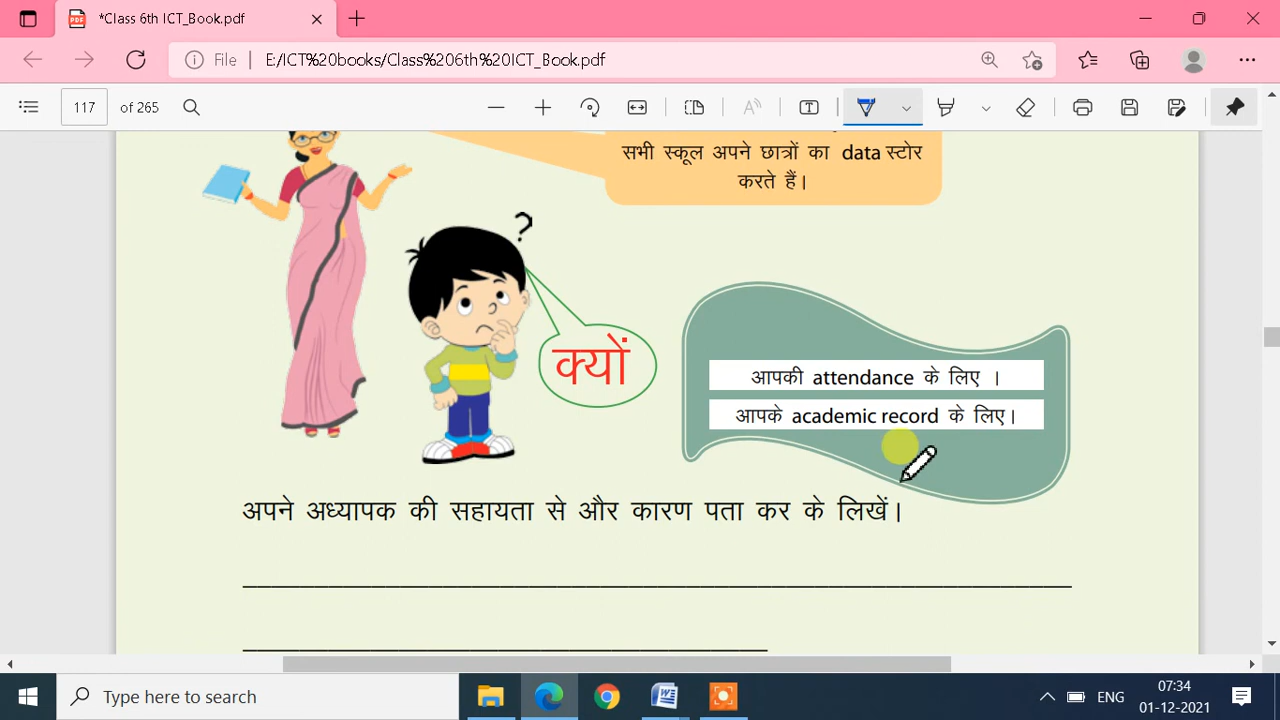 *Class 6th ICT_Book.pdf
File
E:/ICT%20books/Class%206th%20ICT_Book.pdf
117 of 265
सभी स्कूल अपने छात्रों का data स्टोर
करते हैं।
?
क्यों
आपकी attendance के लिए ।
आपके academic record के लिए।
अपने अध्यापक की सहायता से और कारण पता कर के लिखें।
Type here to search
ENG
07:34
01-12-2021